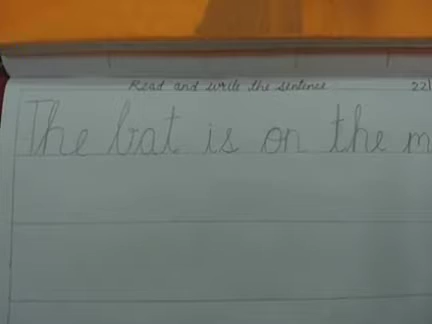 Read and write the sentence 22
The bat is on the m